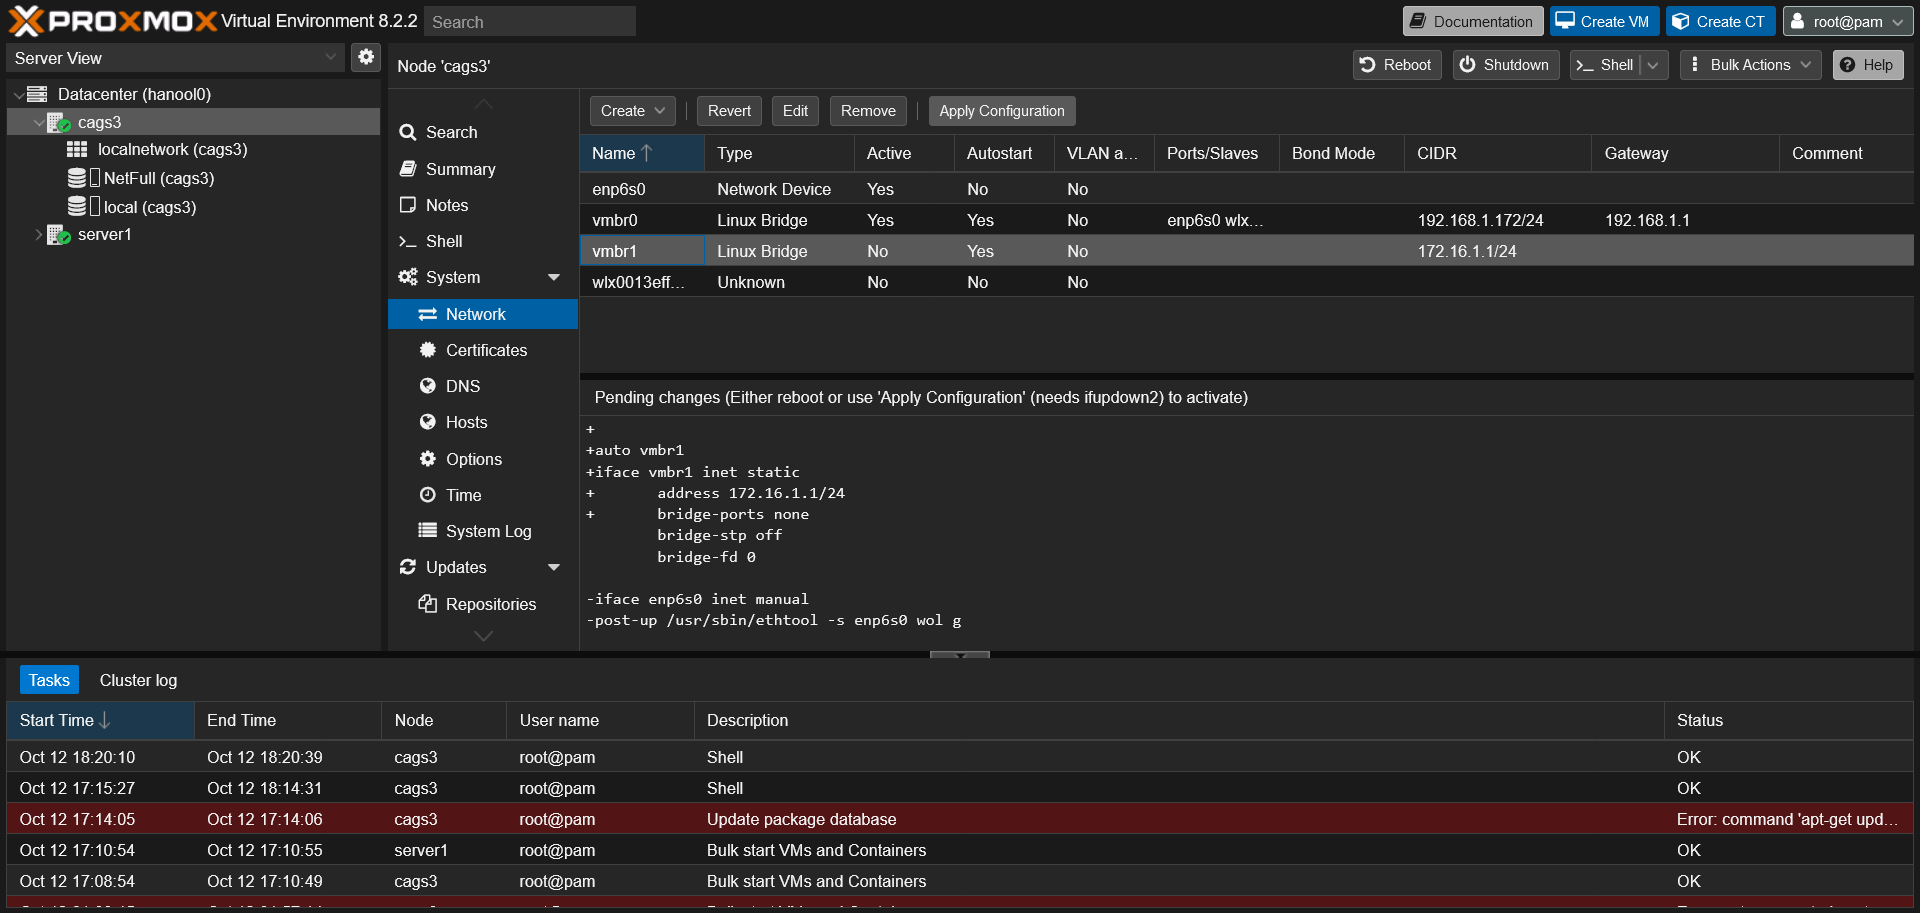 PROXMOX Virtual Environment 8.2.2 Search Documentation Create VM Create CT root@pam
Server View
Datacenter (hanool0)
cags3
localnetwork (cags3)
NetFull (cags3)
local (cags3)
server1
Node 'cags3' Reboot Shutdown Shell Bulk Actions Help
Search
Summary
Notes
Shell
System
Network
Certificates
DNS
Hosts
Options
Time
System Log
Updates
Repositories
Create Revert Edit Remove Apply Configuration
Name Type Active Autostart VLAN a... Ports/Slaves Bond Mode CIDR Gateway Comment
enp6s0 Network Device Yes No No
vmbr0 Linux Bridge Yes Yes No enp6s0 wlx... 192.168.1.172/24 192.168.1.1
vmbr1 Linux Bridge No Yes No 172.16.1.1/24
wlx0013eff... Unknown No No No
Pending changes (Either reboot or use 'Apply Configuration' (needs ifupdown2) to activate)
+
+auto vmbr1
+iface vmbr1 inet static
+ address 172.16.1.1/24
+ bridge-ports none
bridge-stp off
bridge-fd 0
-iface enp6s0 inet manual
-post-up /usr/sbin/ethtool -s enp6s0 wol g
Tasks Cluster log
Start Time End Time Node User name Description Status
Oct 12 18:20:10 Oct 12 18:20:39 cags3 root@pam Shell OK
Oct 12 17:15:27 Oct 12 18:14:31 cags3 root@pam Shell OK
Oct 12 17:14:05 Oct 12 17:14:06 cags3 root@pam Update package database Error: command 'apt-get upd...
Oct 12 17:10:54 Oct 12 17:10:55 server1 root@pam Bulk start VMs and Containers OK
Oct 12 17:08:54 Oct 12 17:10:49 cags3 root@pam Bulk start VMs and Containers OK